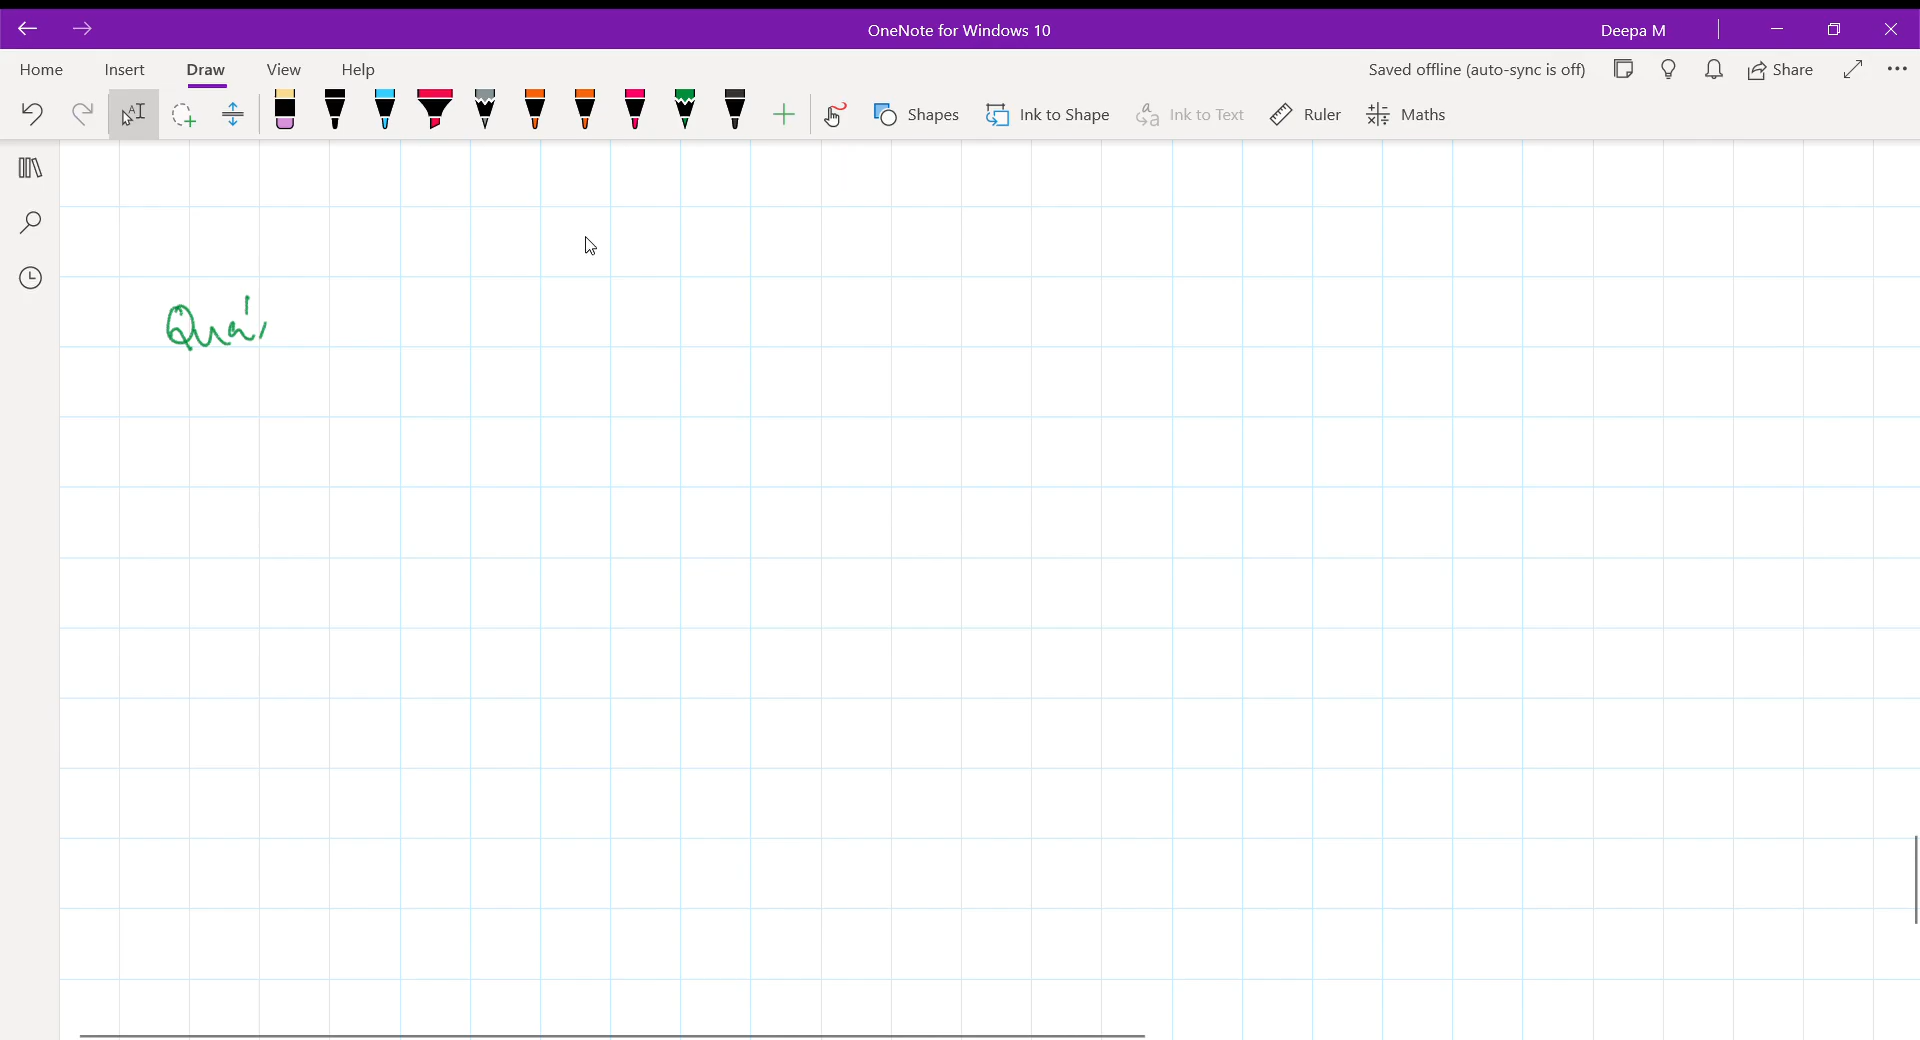 OneNote for Windows 10
Deepa M
Home Insert Draw View Help
Saved offline (auto-sync is off) Share
Shapes Ink to Shape Ink to Text Ruler Maths